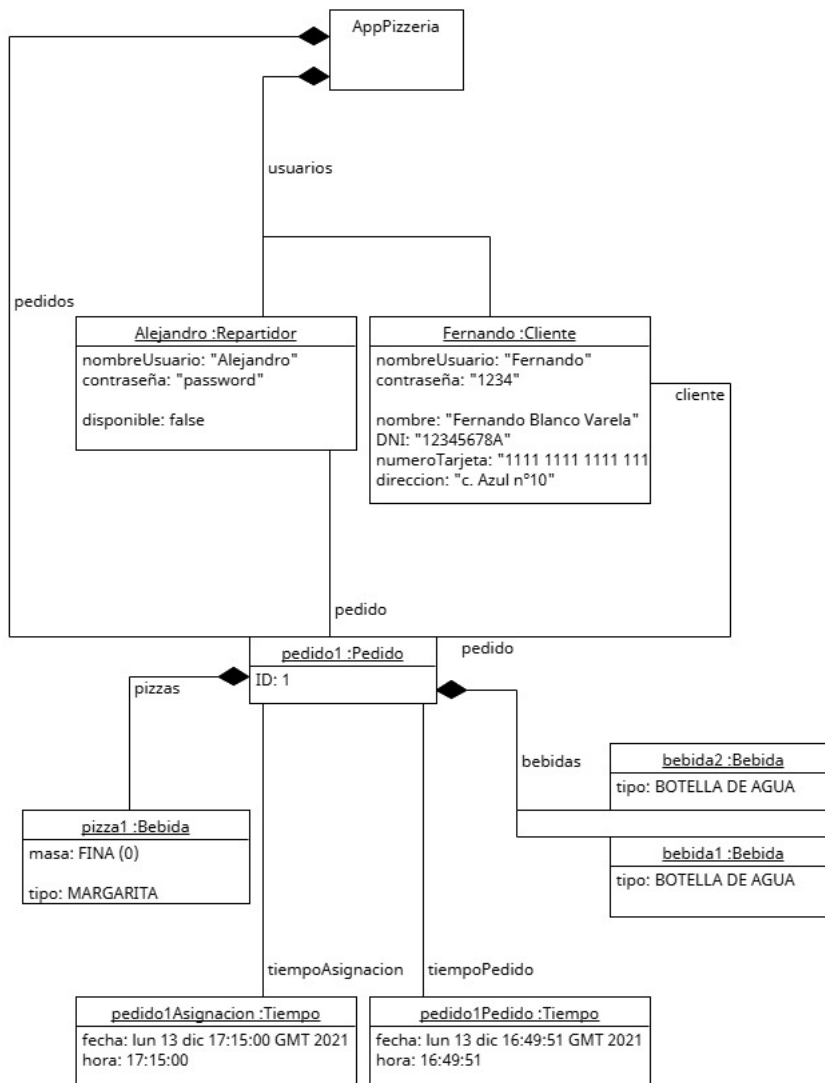 AppPizzeria
usuarios
pedidos
Alejandro :Repartidor
nombreUsuario: "Alejandro"
contraseña: "password"
disponible: false
Fernando :Cliente
nombreUsuario: "Fernando"
contraseña: "1234"
nombre: "Fernando Blanco Varela"
DNI: "12345678A"
numeroTarjeta: "1111 1111 1111 111
direccion: "c. Azul nº10"
cliente
pedido
pedido
pedido1 :Pedido
ID: 1
pizzas
bebidas
bebida2 :Bebida
tipo: BOTELLA DE AGUA
pizza1 :Bebida
masa: FINA (0)
tipo: MARGARITA
bebida1 :Bebida
tipo: BOTELLA DE AGUA
tiempoAsignacion
tiempoPedido
pedido1Asignacion :Tiempo
fecha: lun 13 dic 17:15:00 GMT 2021
hora: 17:15:00
pedido1Pedido :Tiempo
fecha: lun 13 dic 16:49:51 GMT 2021
hora: 16:49:51